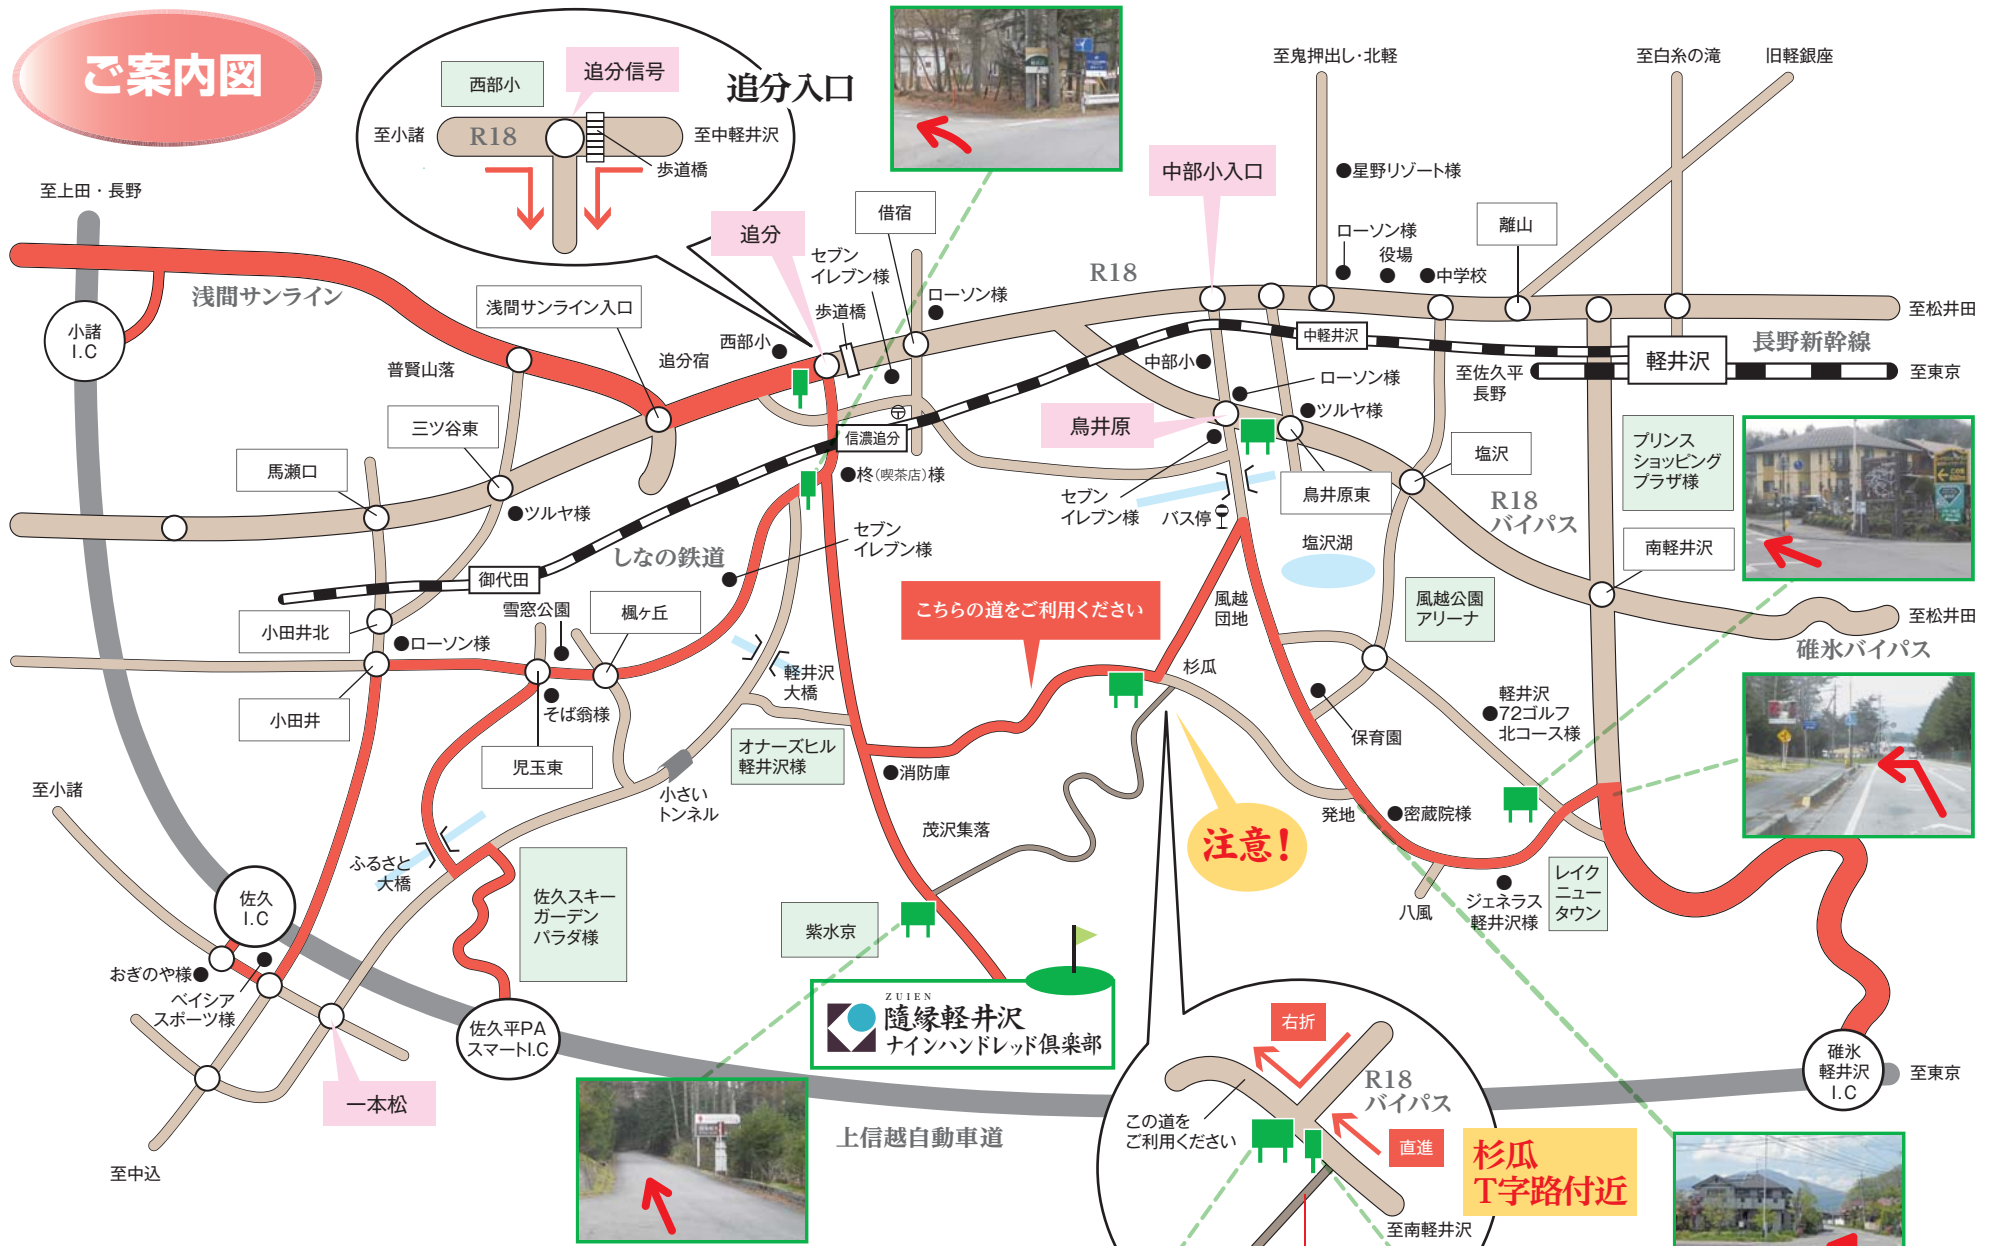 ご案内図
西部小
追分信号
追分入口
至小諸
R18
至中軽井沢
歩道橋
至鬼押出し・北軽
至白糸の滝
旧軽銀座
至上田・長野
中部小入口
星野リゾート様
借宿
追分
離山
ローソン様
役場
中学校
セブン
イレブン様
R18
浅間サンライン
浅間サンライン入口
ローソン様
歩道橋
至松井田
小諸
I.C
西部小
追分宿
普賢山落
中軽井沢
中部小
長野新幹線
軽井沢
至佐久平
長野
至東京
ローソン様
ツルヤ様
三ツ谷東
鳥井原
信濃追分
プリンス
ショッピング
プラザ様
塩沢
馬瀬口
柊(喫茶店)様
鳥井原東
R18
バイパス
セブン
イレブン様
バス停
ツルヤ様
しなの鉄道
セブン
イレブン様
塩沢湖
南軽井沢
御代田
雪窓公園
楓ヶ丘
こちらの道をご利用ください
風越
団地
風越公園
アリーナ
至松井田
小田井北
ローソン様
碓氷バイパス
杉瓜
軽井沢
大橋
小田井
そば翁様
軽井沢
72ゴルフ
北コース様
保育園
オナーズヒル
軽井沢様
児玉東
消防庫
至小諸
小さい
トンネル
茂沢集落
注意!
発地
密蔵院様
ふるさと
大橋
佐久
I.C
佐久スキー
ガーデン
パラダ様
レイク
ニュー
タウン
八風
ジェネラス
軽井沢様
紫水京
おぎのや様
ベイシア
スポーツ様
ZUIEN
隨縁軽井沢
ナインハンドレッド倶楽部
佐久平PA
スマートI.C
右折
R18
バイパス
碓氷
軽井沢
I.C
至東京
一本松
この道を
ご利用ください
上信越自動車道
直進
杉瓜
T字路付近
至中込
至南軽井沢